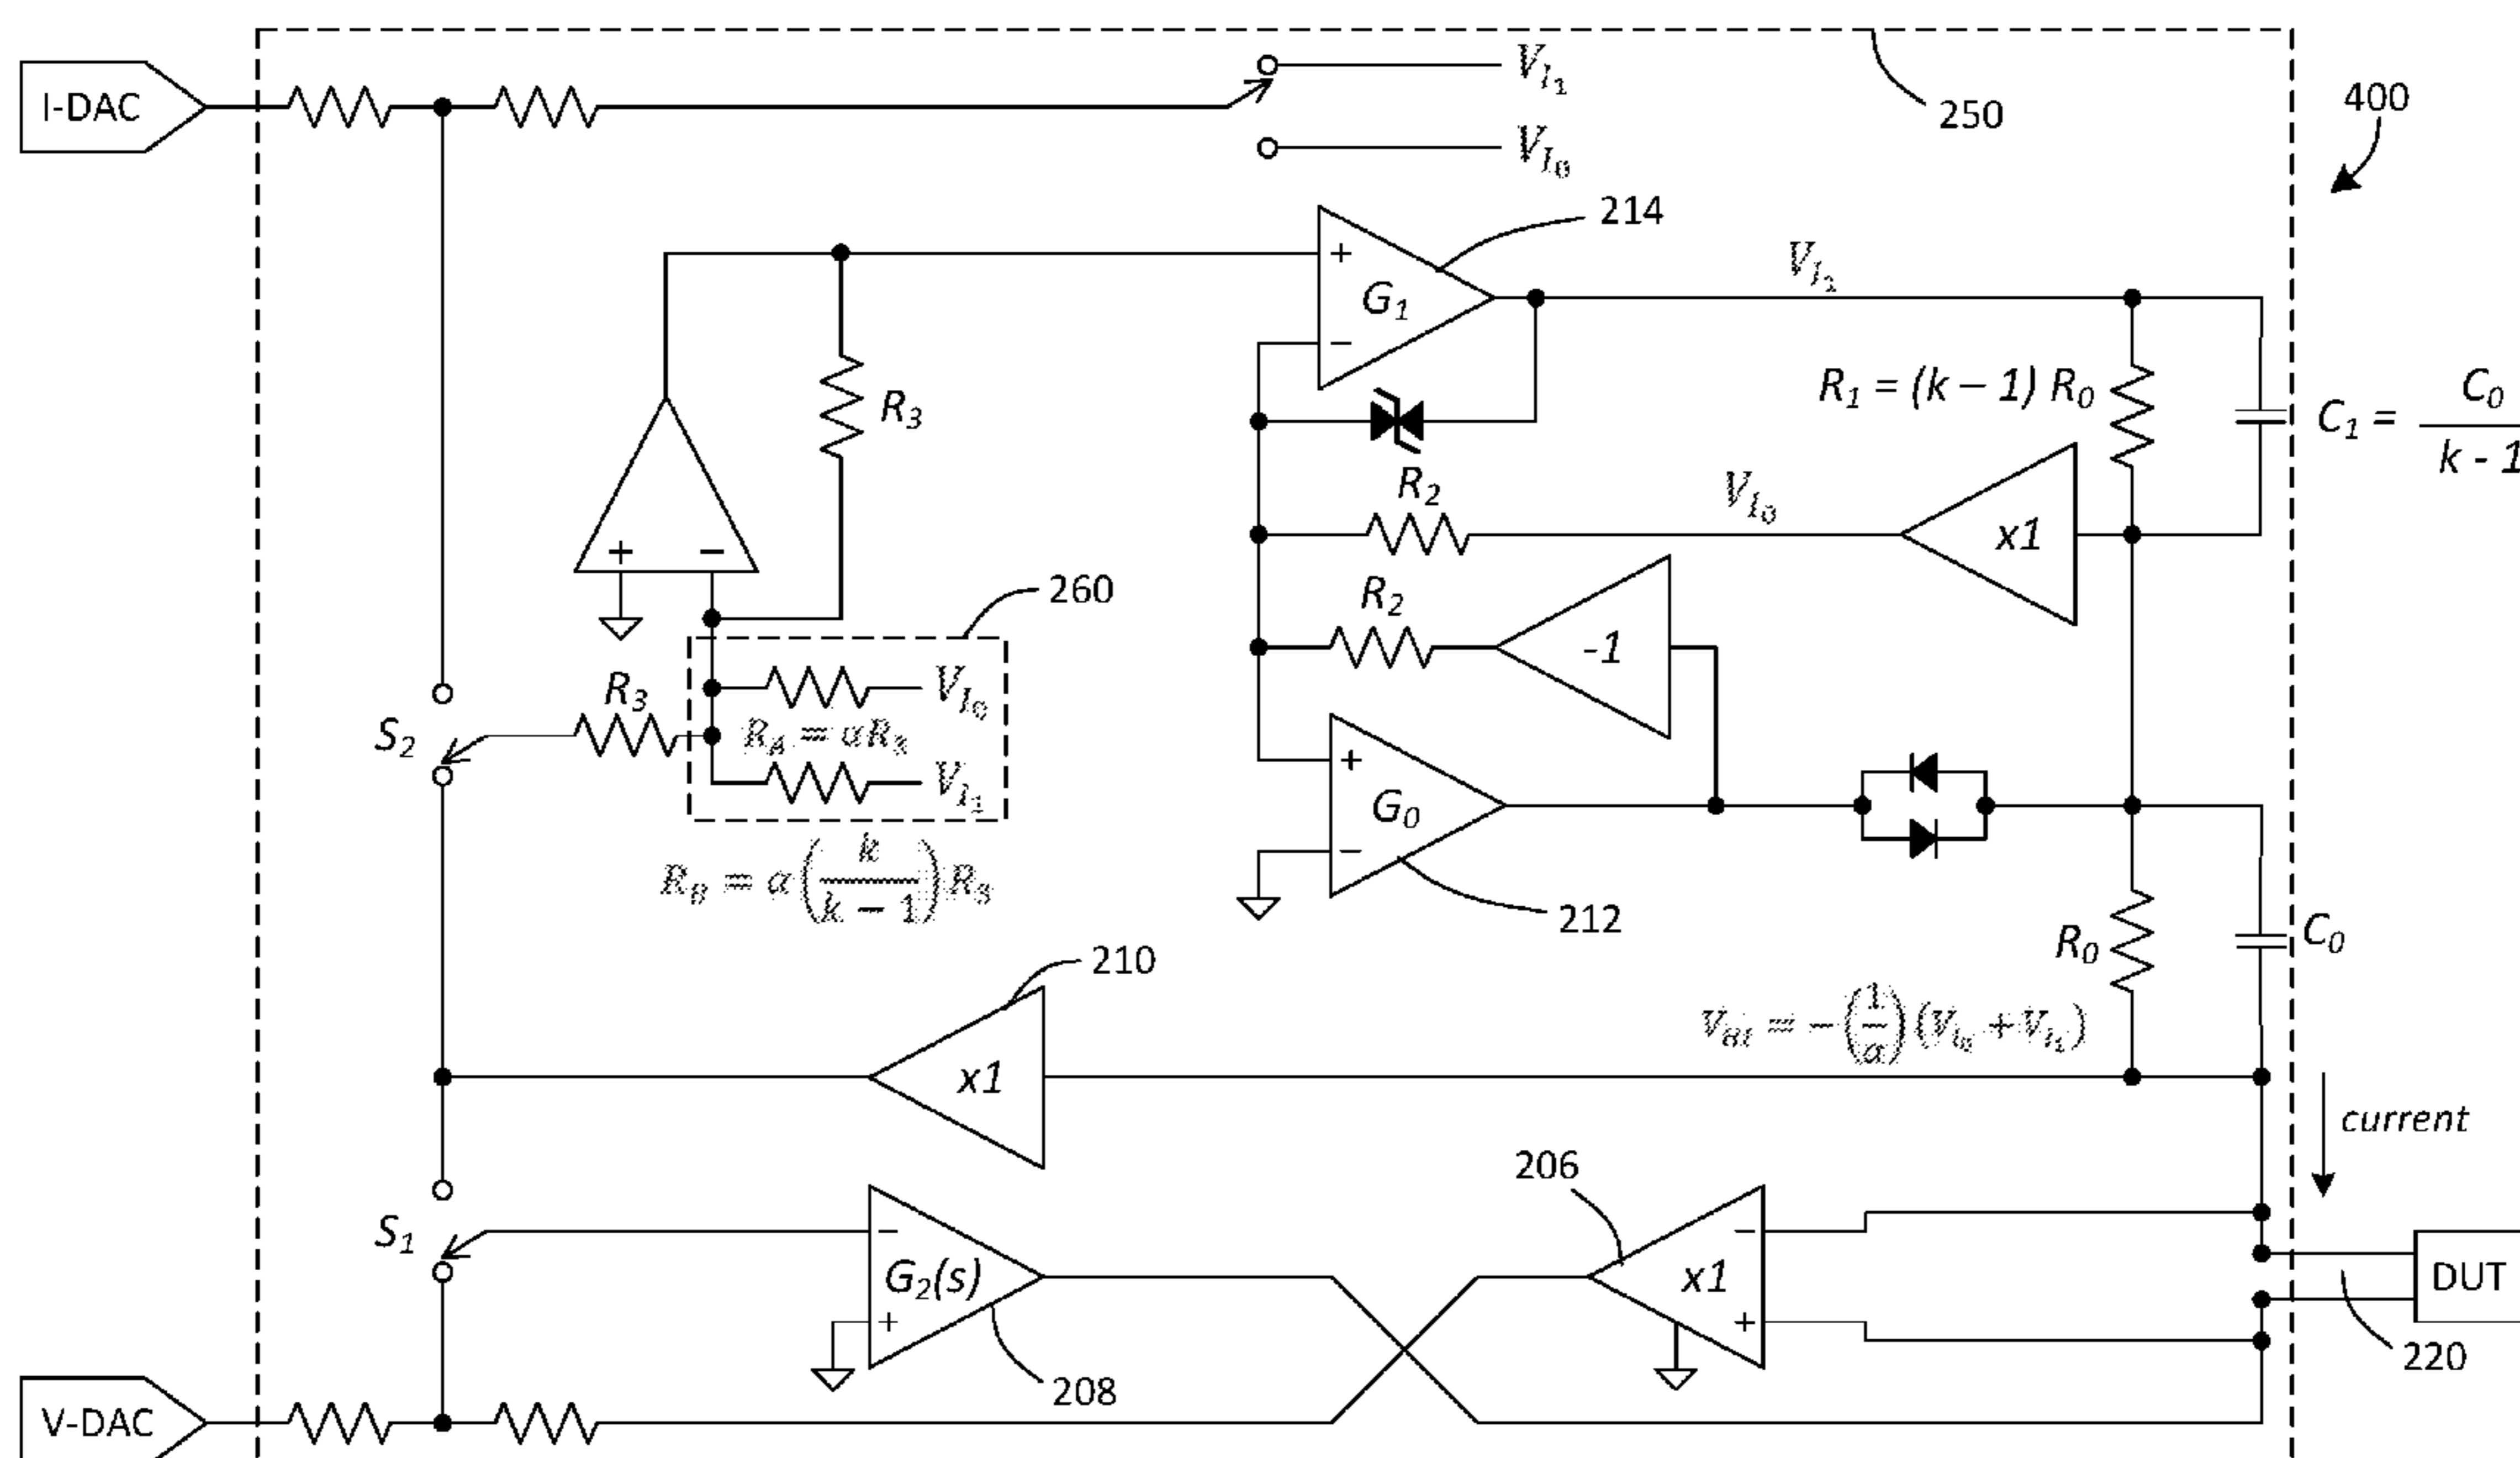 I-DAC
V_{I_1}
V_{I_0}
250
400
214
+
G_1
−
V_{I_1}
R_3
R_1 = (k – 1) R_0
C_1 = C_0 / k - 1
R_2
V_{I_0}
x1
+ −
260
R_2
-1
S_2
R_3
V_{I_0}
R_A = αR_3
V_{I_1}
R_B = α(k / k − 1)R_3
+
G_0
−
212
210
R_0
C_0
V_{HI} = −(1/α)(V_{I_0} + V_{I_1})
x1
current
206
S_1
−
G_2(s)
+
−
x1
+
DUT
220
208
V-DAC